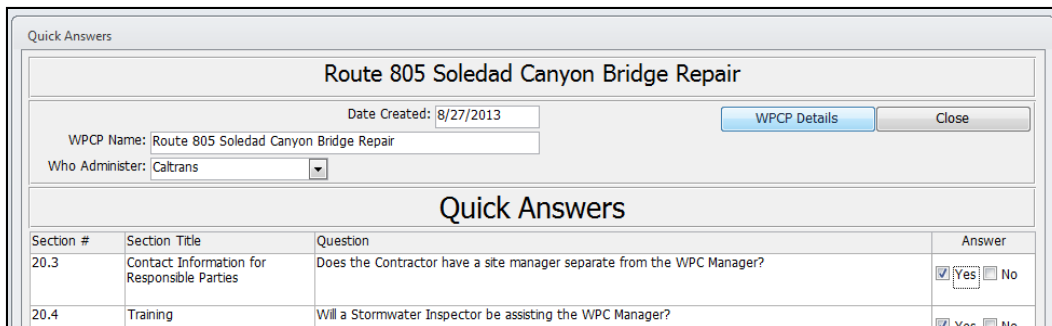 Quick Answers
Route 805 Soledad Canyon Bridge Repair
Date Created: 8/27/2013
WPCP Details
Close
WPCP Name: Route 805 Soledad Canyon Bridge Repair
Who Administer: Caltrans
Quick Answers
Section # Section Title Question Answer
20.3 Contact Information for Does the Contractor have a site manager separate from the WPC Manager?
Responsible Parties
Yes No
20.4 Training Will a Stormwater Inspector be assisting the WPC Manager?
Yes No